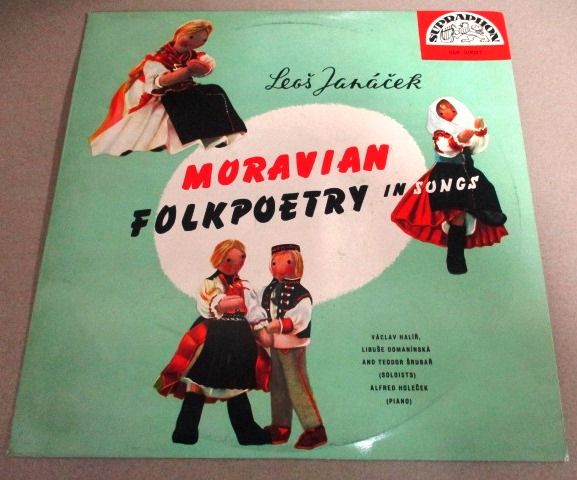 SUPRAPHON
Leoš Janáček
MORAVIAN
FOLKPOETRY IN SONGS
VÁCLAV HALÍŘ,
LIBUŠE DOMANÍNSKÁ
AND TEODOR ŠRUBAŘ
(SOLOISTS)
ALFRED HOLEČEK
(PIANO)